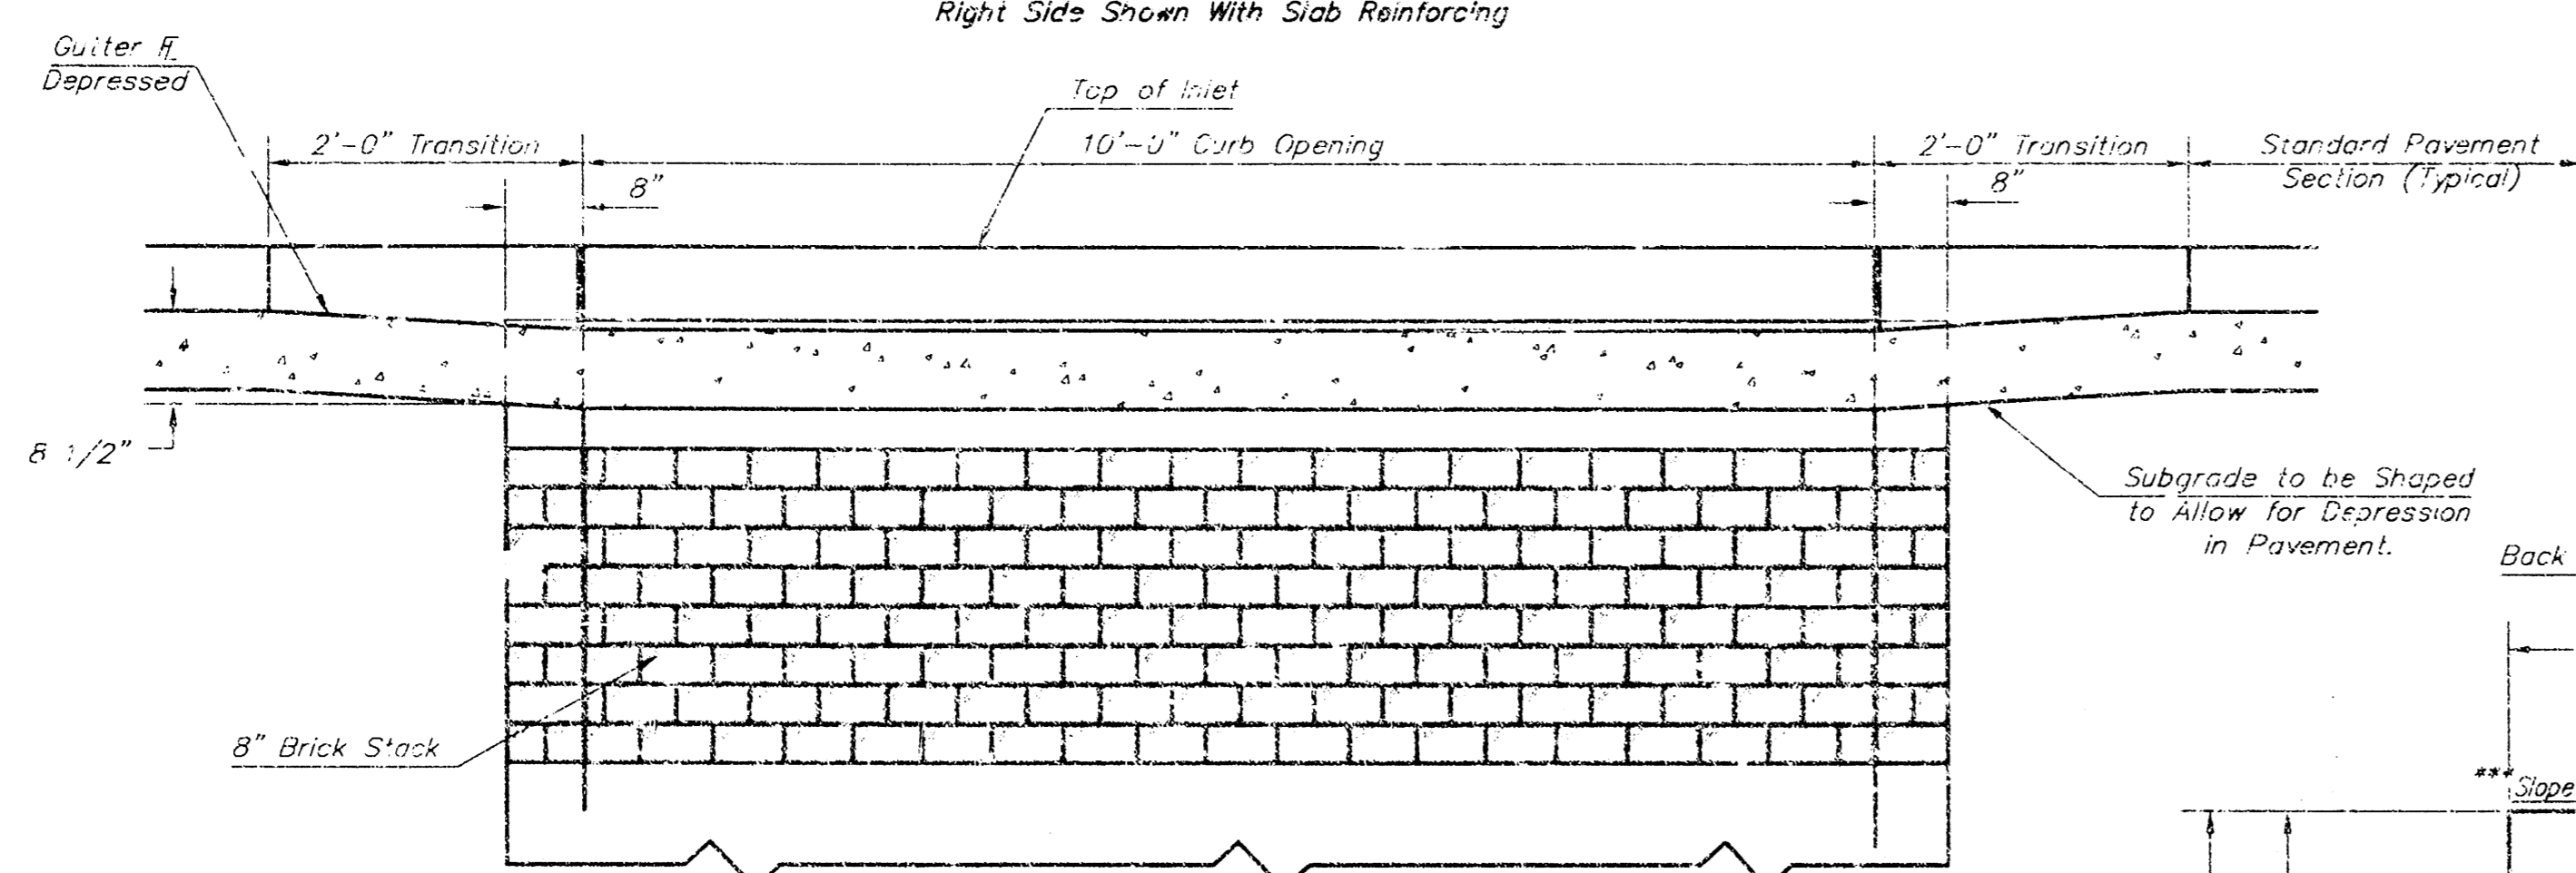 Right Side Shown With Slab Reinforcing
Gutter ⅊
Depressed
Top of Inlet
2'-0" Transition
10'-0" Curb Opening
2'-0" Transition
Standard Pavement
Section (Typical)
8"
8"
8 1/2"
Subgrade to be Shaped
to Allow for Depression
in Pavement.
Back
8" Brick Stack
***
Slope